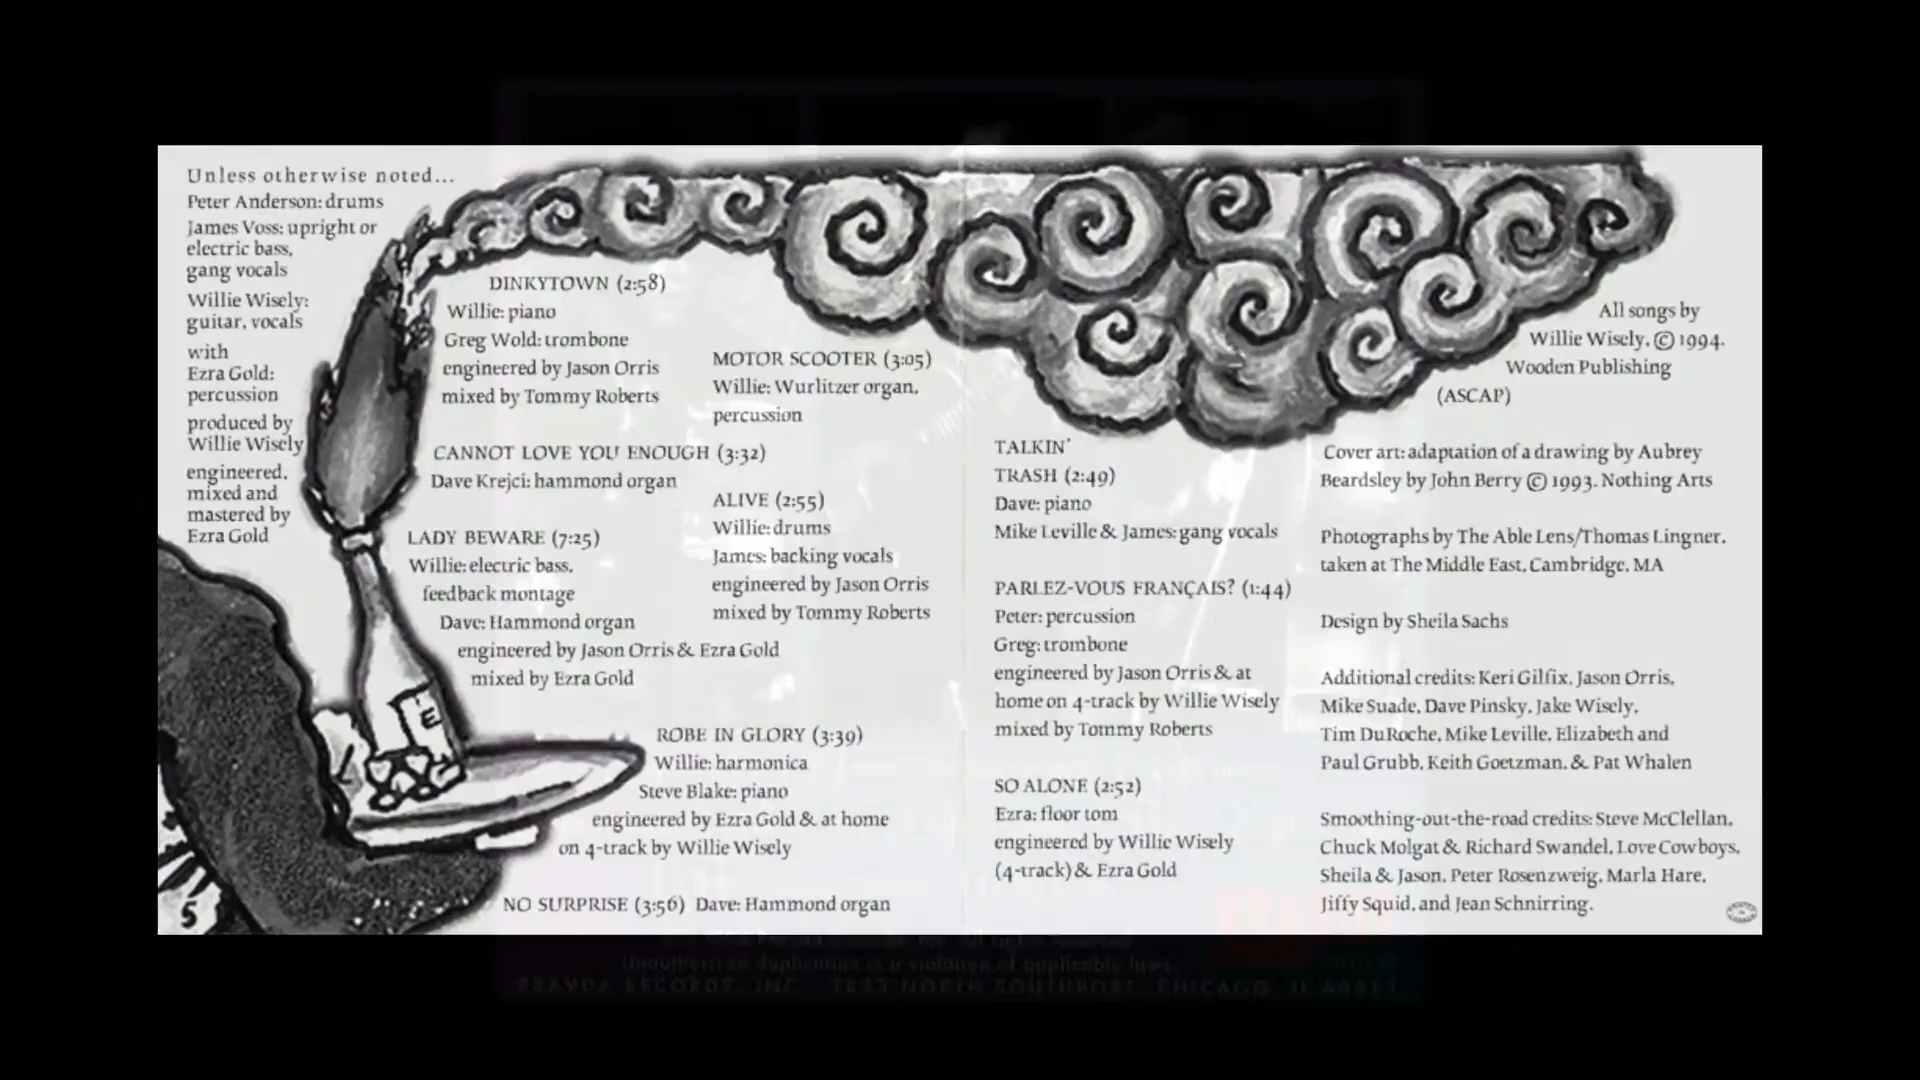 Unless otherwise noted...
Peter Anderson: drums
James Voss: upright or
electric bass,
gang vocals
Willie Wisely:
guitar, vocals
with
Ezra Gold:
percussion
produced by
Willie Wisely
engineered,
mixed and
mastered by
Ezra Gold
DINKYTOWN (2:58)
Willie: piano
Greg Wold: trombone
engineered by Jason Orris
mixed by Tommy Roberts
CANNOT LOVE YOU ENOUGH (3:32)
Dave Krejci: hammond organ
LADY BEWARE (7:25)
Willie: electric bass,
feedback montage
Dave: Hammond organ
engineered by Jason Orris & Ezra Gold
mixed by Ezra Gold
MOTOR SCOOTER (3:05)
Willie: Wurlitzer organ,
percussion
ALIVE (2:55)
Willie: drums
James: backing vocals
engineered by Jason Orris
mixed by Tommy Roberts
ROBE IN GLORY (3:39)
Willie: harmonica
Steve Blake: piano
engineered by Ezra Gold & at home
on 4-track by Willie Wisely
NO SURPRISE (3:56) Dave: Hammond organ
TALKIN'
TRASH (2:49)
Dave: piano
Mike Leville & James: gang vocals
PARLEZ-VOUS FRANÇAIS? (1:44)
Peter: percussion
Greg: trombone
engineered by Jason Orris & at
home on 4-track by Willie Wisely
mixed by Tommy Roberts
SO ALONE (2:52)
Ezra: floor tom
engineered by Willie Wisely
(4-track) & Ezra Gold
All songs by
Willie Wisely, © 1994.
Wooden Publishing
(ASCAP)
Cover art: adaptation of a drawing by Aubrey
Beardsley by John Berry © 1993. Nothing Arts
Photographs by The Able Lens/Thomas Lingner,
taken at The Middle East, Cambridge, MA
Design by Sheila Sachs
Additional credits: Keri Gilfix, Jason Orris,
Mike Suade, Dave Pinsky, Jake Wisely,
Tim DuRoche, Mike Leville, Elizabeth and
Paul Grubb, Keith Goetzman, & Pat Whalen
Smoothing-out-the-road credits: Steve McClellan,
Chuck Molgat & Richard Swandel, Love Cowboys,
Sheila & Jason, Peter Rosenzweig, Marla Hare,
Jiffy Squid, and Jean Schnirring.
E
5
Unauthorized duplication is a violation of applicable laws.
PRAVDA RECORDS, INC. NORTH SOUTHPORT, CHICAGO, IL